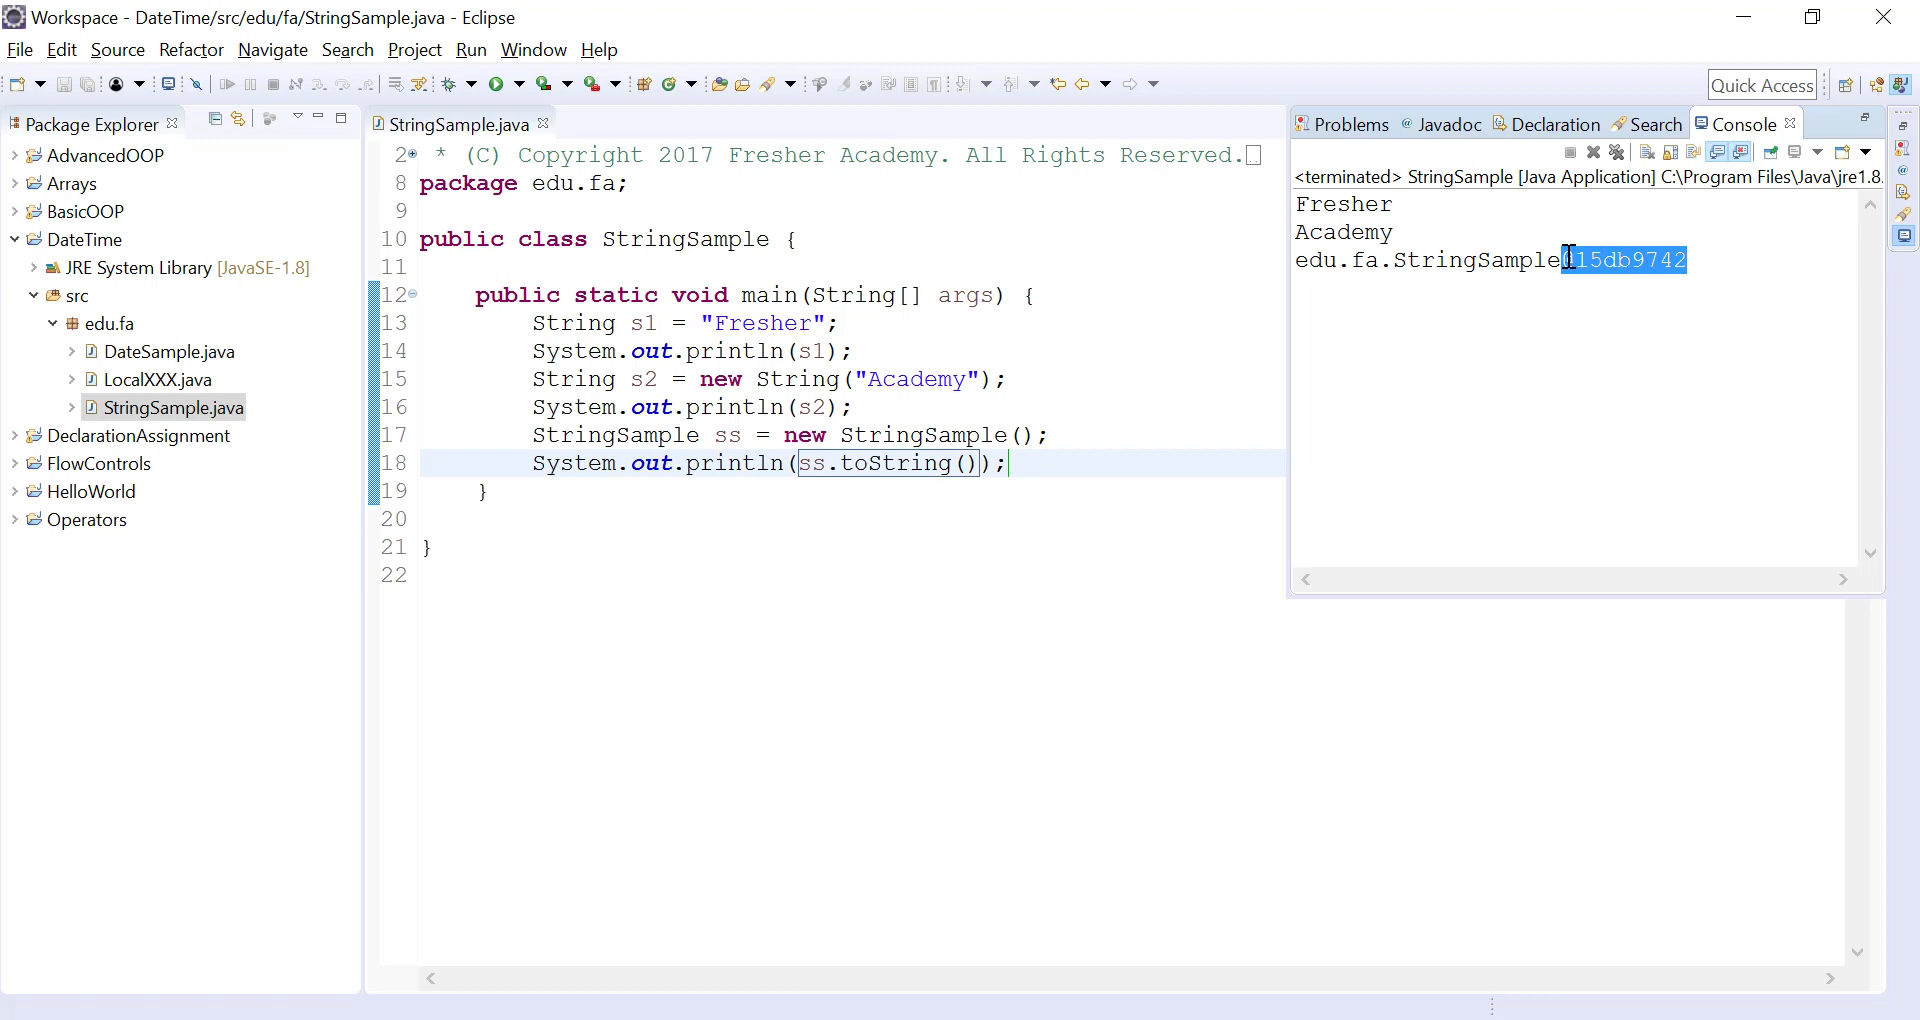 Workspace - DateTime/src/edu/fa/StringSample.java - Eclipse
File Edit Source Refactor Navigate Search Project Run Window Help
Quick Access
Package Explorer
AdvancedOOP
Arrays
BasicOOP
DateTime
JRE System Library [JavaSE-1.8]
src
edu.fa
DateSample.java
LocalXXX.java
StringSample.java
DeclarationAssignment
FlowControls
HelloWorld
Operators
StringSample.java
2 * (C) Copyright 2017 Fresher Academy. All Rights Reserved.
8 package edu.fa;
9
10 public class StringSample {
11
12 public static void main(String[] args) {
13 String s1 = "Fresher";
14 System.out.println(s1);
15 String s2 = new String("Academy");
16 System.out.println(s2);
17 StringSample ss = new StringSample();
18 System.out.println(ss.toString());
19 }
20
21 }
22
Problems @ Javadoc Declaration Search Console
<terminated> StringSample [Java Application] C:\Program Files\Java\jre1.8.
Fresher
Academy
edu.fa.StringSample@15db9742